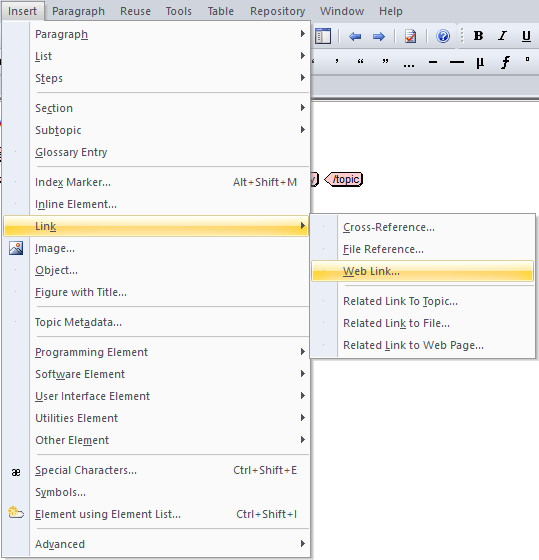 Insert Paragraph Reuse Tools Table Repository Window Help
Paragraph
List
Steps
B I U
‘ ’ ” ... – — µ ƒ °
Section
Subtopic
Glossary Entry
/topic
Index Marker... Alt+Shift+M
Inline Element...
Link
Image...
Object...
Figure with Title...
Topic Metadata...
Cross-Reference...
File Reference...
Web Link...
Related Link To Topic...
Related Link to File...
Related Link to Web Page...
Programming Element
Software Element
User Interface Element
Utilities Element
Other Element
æ Special Characters... Ctrl+Shift+E
Symbols...
Element using Element List... Ctrl+Shift+I
Advanced